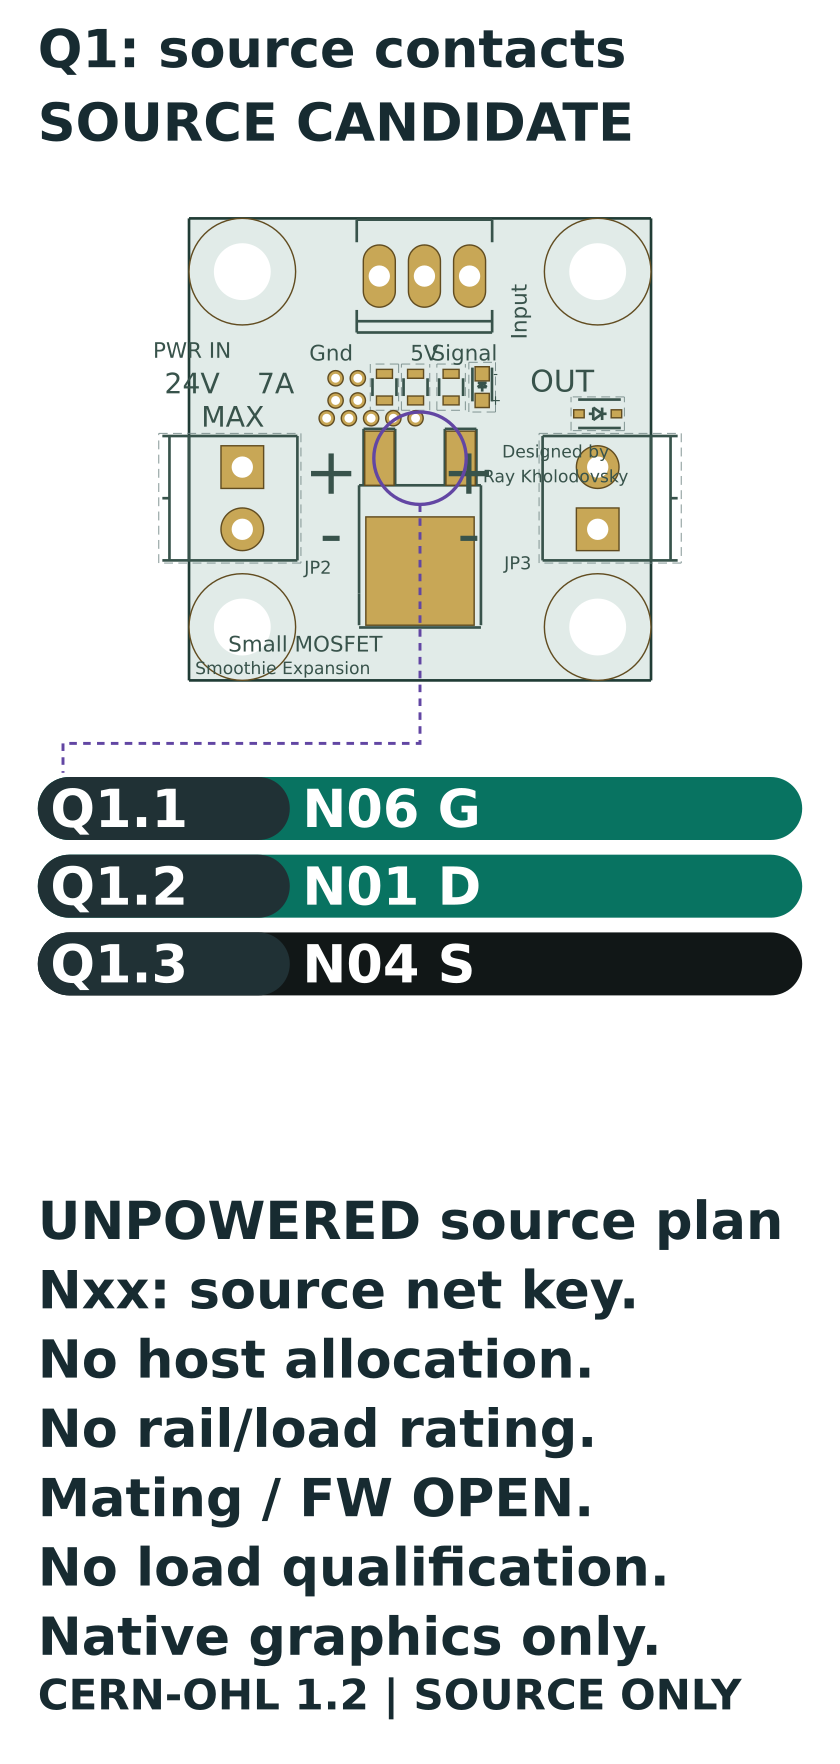 Q1: source contacts
SOURCE CANDIDATE
Input
PWR IN
Gnd
5V
Signal
24V
7A
OUT
MAX
+
+
Designed by
Ray Kholodovsky
-
-
JP2
JP3
Small MOSFET
Smoothie Expansion
Q1.1 N06 G
Q1.2 N01 D
Q1.3 N04 S
UNPOWERED source plan
Nxx: source net key.
No host allocation.
No rail/load rating.
Mating / FW OPEN.
No load qualification.
Native graphics only.
CERN-OHL 1.2 | SOURCE ONLY